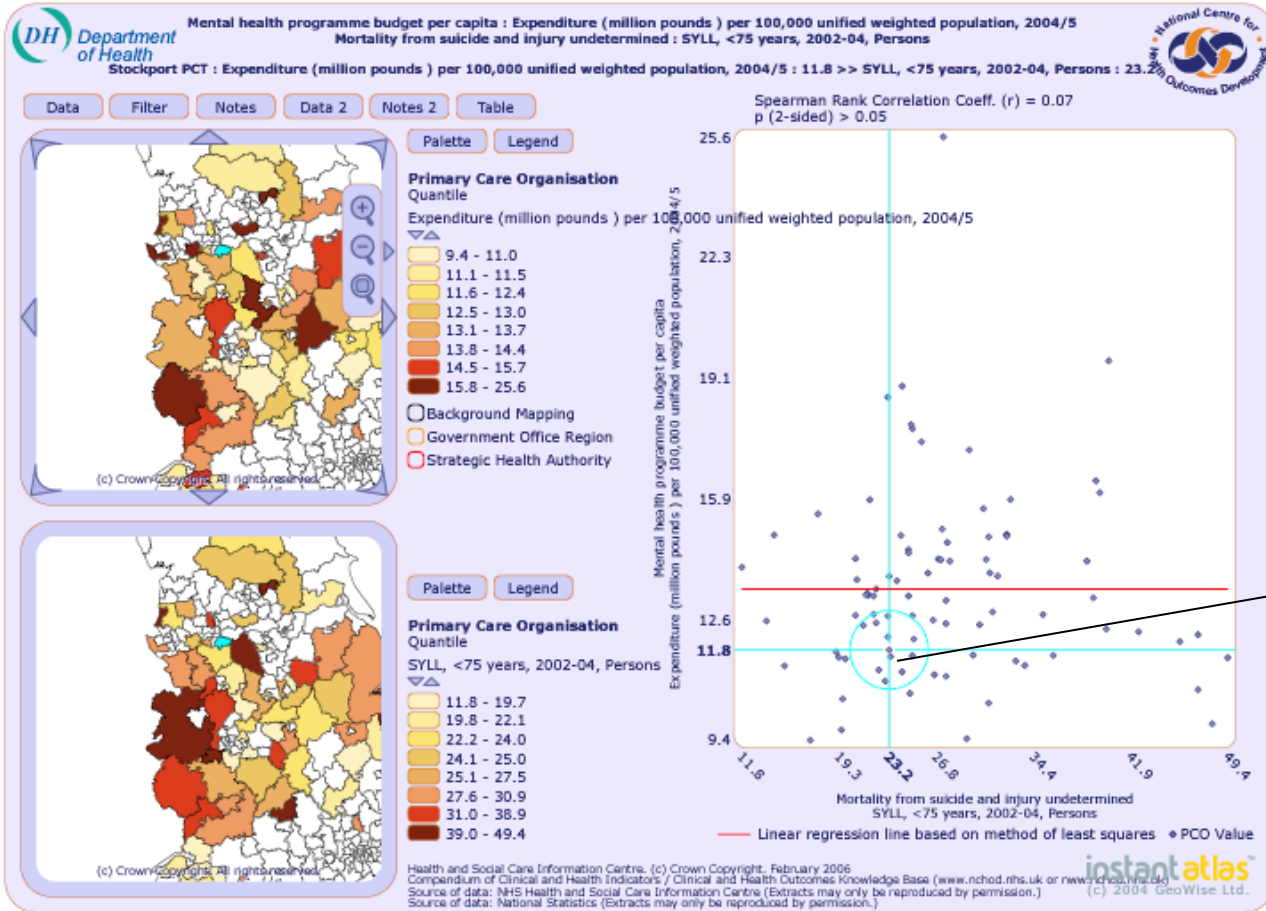 DH Department
of Health
Mental health programme budget per capita : Expenditure (million pounds ) per 100,000 unified weighted population, 2004/5
Mortality from suicide and injury undetermined : SYLL, <75 years, 2002-04, Persons
Stockport PCT : Expenditure (million pounds ) per 100,000 unified weighted population, 2004/5 : 11.8 >> SYLL, <75 years, 2002-04, Persons : 23.2
National Centre for
Health Outcomes Development
Data Filter Notes Data 2 Notes 2 Table
Spearman Rank Correlation Coeff. (r) = 0.07
p (2-sided) > 0.05
Palette Legend
Primary Care Organisation
Quantile
Expenditure (million pounds ) per 100,000 unified weighted population, 2004/5
9.4 - 11.0
11.1 - 11.5
11.6 - 12.4
12.5 - 13.0
13.1 - 13.7
13.8 - 14.4
14.5 - 15.7
15.8 - 25.6
Background Mapping
Government Office Region
Strategic Health Authority
(c) Crown Copyright. All rights reserved.
Palette Legend
Primary Care Organisation
Quantile
SYLL, <75 years, 2002-04, Persons
11.8 - 19.7
19.8 - 22.1
22.2 - 24.0
24.1 - 25.0
25.1 - 27.5
27.6 - 30.9
31.0 - 38.9
39.0 - 49.4
(c) Crown Copyright. All rights reserved.
Mental health programme budget per capita
Expenditure (million pounds ) per 100,000 unified weighted population, 2004/5
25.6
22.3
19.1
15.9
12.6
11.8
9.4
11.8 19.3 23.2 26.8 34.4 41.9 49.4
Mortality from suicide and injury undetermined
SYLL, <75 years, 2002-04, Persons
Linear regression line based on method of least squares PCO Value
Health and Social Care Information Centre. (c) Crown Copyright. February 2006
Compendium of Clinical and Health Indicators / Clinical and Health Outcomes Knowledge Base (www.nchod.nhs.uk or
Source of data: NHS Health and Social Care Information Centre (Extracts may only be reproduced by permission.)
Source of data: National Statistics (Extracts may only be reproduced by permission.)
instantatlas™
(c) 2004 GeoWise Ltd.